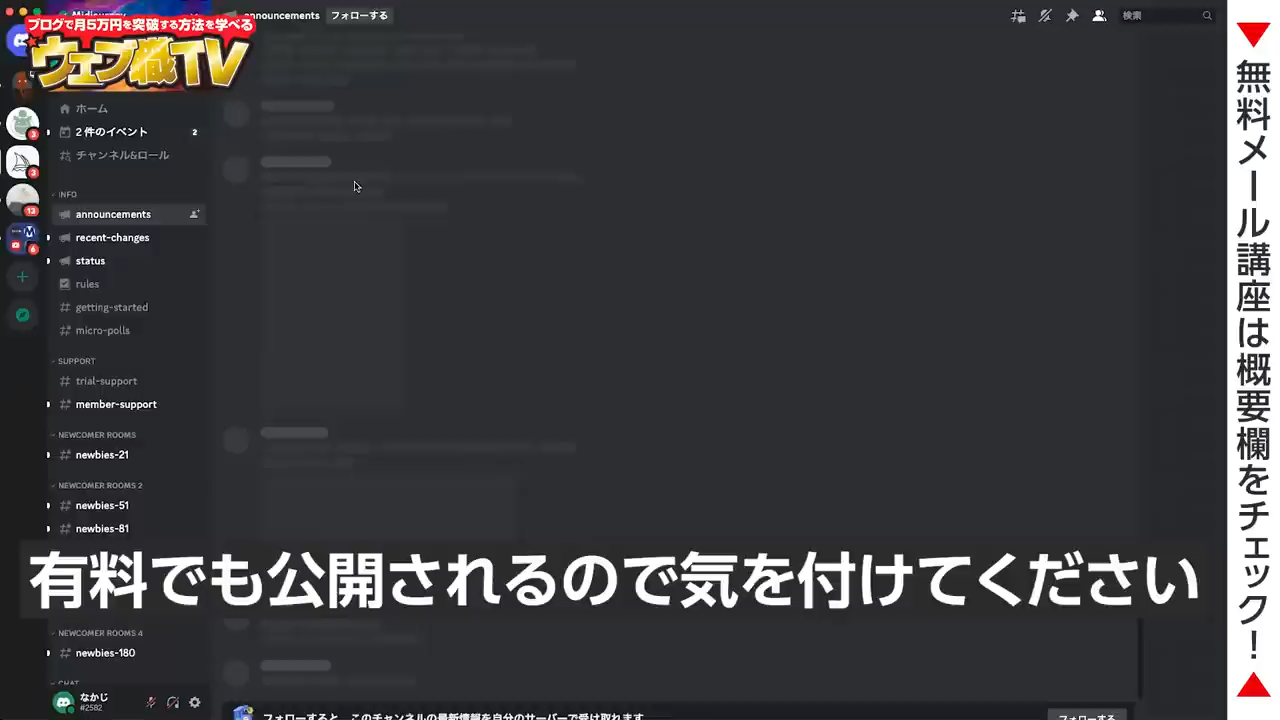 ブログで月5万円を突破する方法を学べる
ウェブ職TV
announcements
フォローする
検索
ホーム
2 件のイベント
2
チャンネル&ロール
INFO
announcements
recent-changes
status
rules
getting-started
micro-polls
SUPPORT
trial-support
member-support
NEWCOMER ROOMS
newbies-21
NEWCOMER ROOMS 2
newbies-51
newbies-81
NEWCOMER ROOMS 4
newbies-180
CHAT
3
3
13
6
なかじ
#2582
有料でも公開されるので気を付けてください
フォローすると、このチャンネルの最新情報を自分のサーバーで受け取れます
フォローする
無料メール講座は概要欄をチェック!